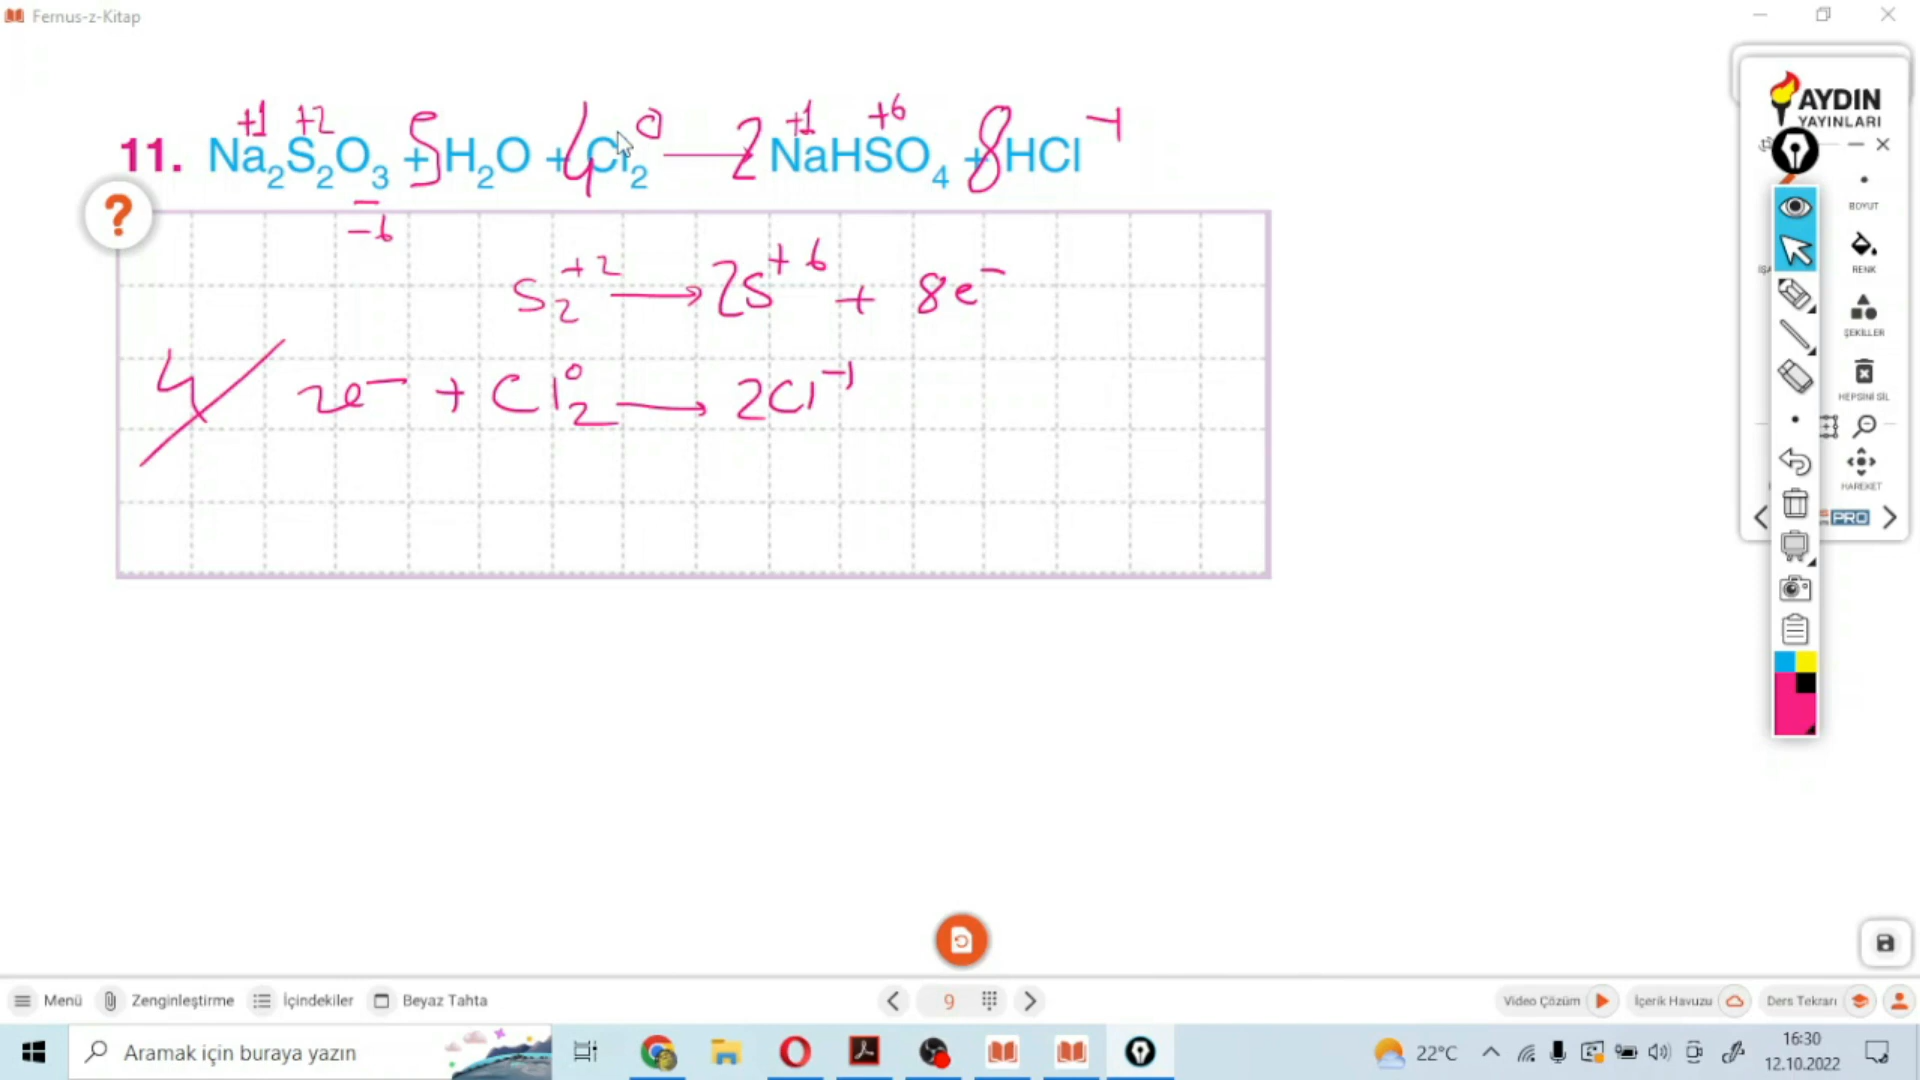 Fernus-z-Kitap
AYDIN
YAYINLARI
+1 +2 0 +1 +6 -1
11. Na₂S₂O₃ + 5H₂O + 4Cl₂ → 2NaHSO₄ + 8HCl
-6
S₂⁺² → 2S⁺⁶ + 8e⁻
4/ 2e⁻ + Cl₂⁰ → 2Cl⁻¹
?
BOYUT
RENK
ŞEKİLLER
HEPSİNİ SİL
HAREKET
PRO
Menü Zenginleştirme İçindekiler Beyaz Tahta 9 Video Çözüm İçerik Havuzu Ders Tekrarı
Aramak için buraya yazın 22°C 16:30
12.10.2022